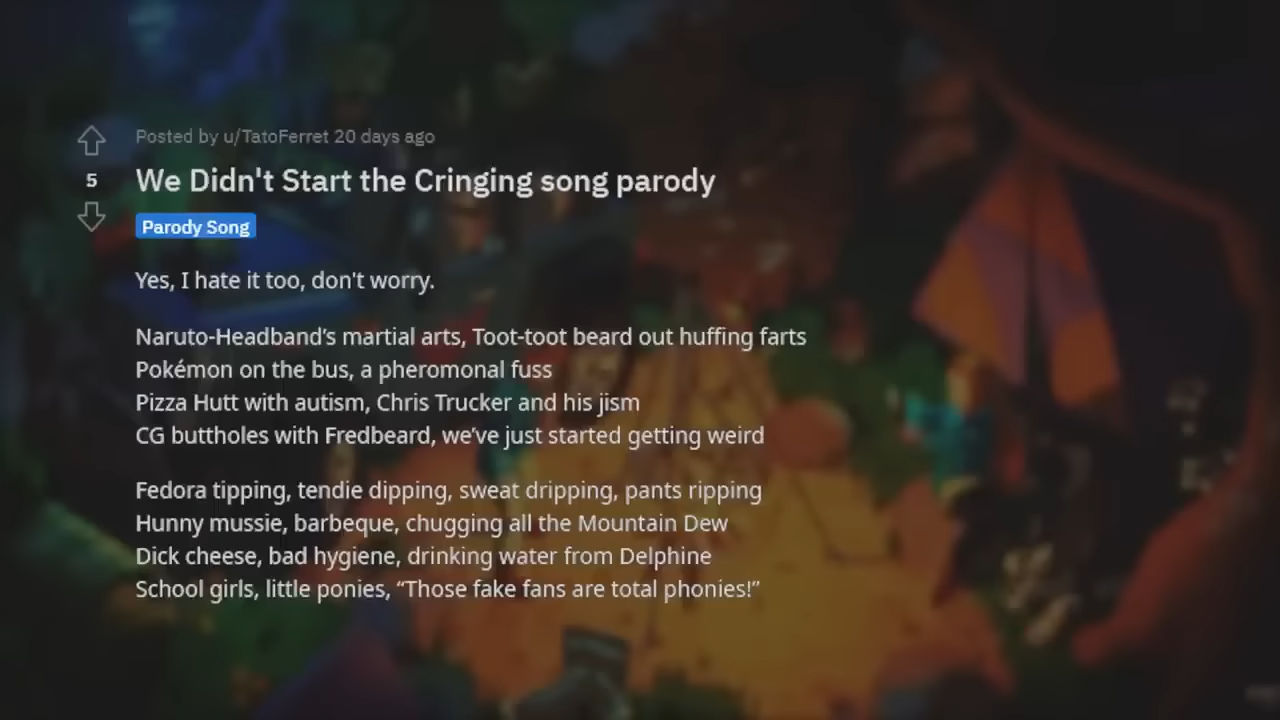 Posted by u/TatoFerret 20 days ago
5
We Didn't Start the Cringing song parody
Parody Song
Yes, I hate it too, don't worry.
Naruto-Headband’s martial arts, Toot-toot beard out huffing farts
Pokémon on the bus, a pheromonal fuss
Pizza Hutt with autism, Chris Trucker and his jism
CG buttholes with Fredbeard, we’ve just started getting weird
Fedora tipping, tendie dipping, sweat dripping, pants ripping
Hunny mussie, barbeque, chugging all the Mountain Dew
Dick cheese, bad hygiene, drinking water from Delphine
School girls, little ponies, “Those fake fans are total phonies!”